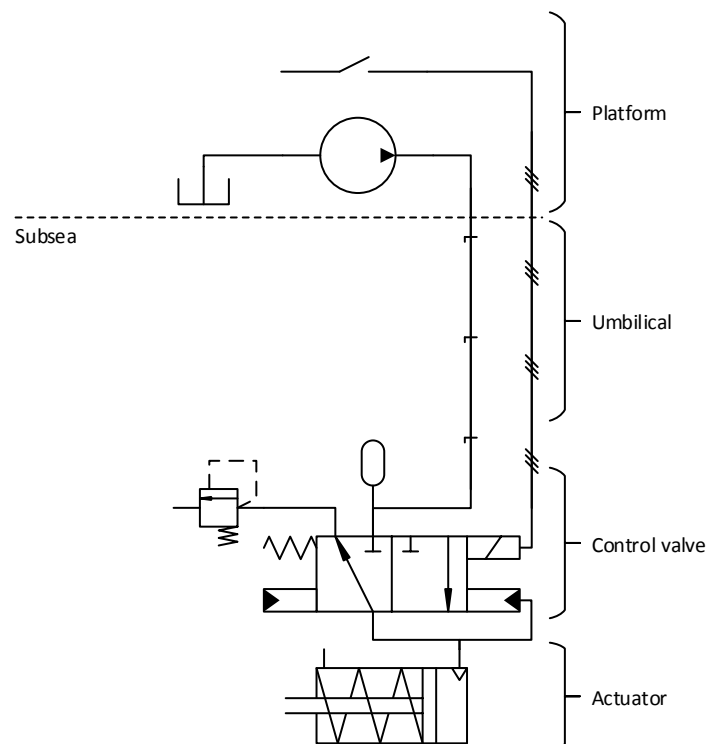 Platform
Subsea
Umbilical
Control valve
Actuator